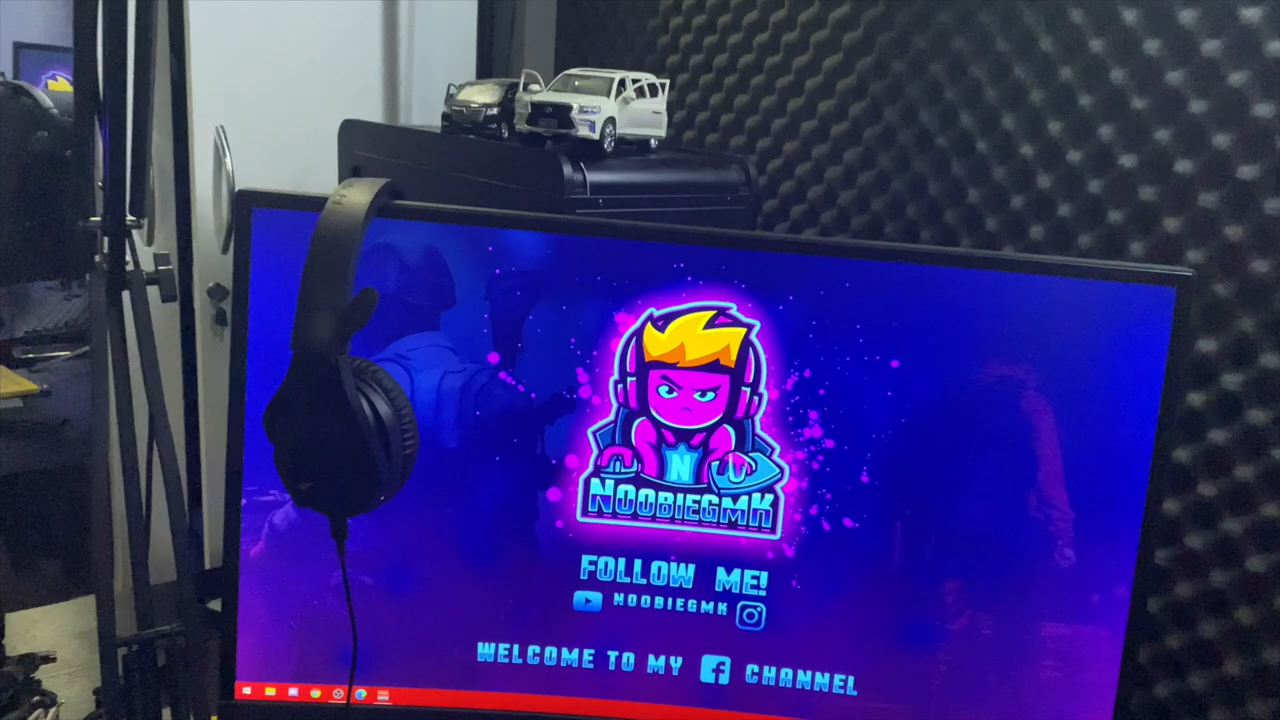 N
NOOBIEGMK
FOLLOW ME!
NOOBIEGMK
WELCOME TO MY f CHANNEL